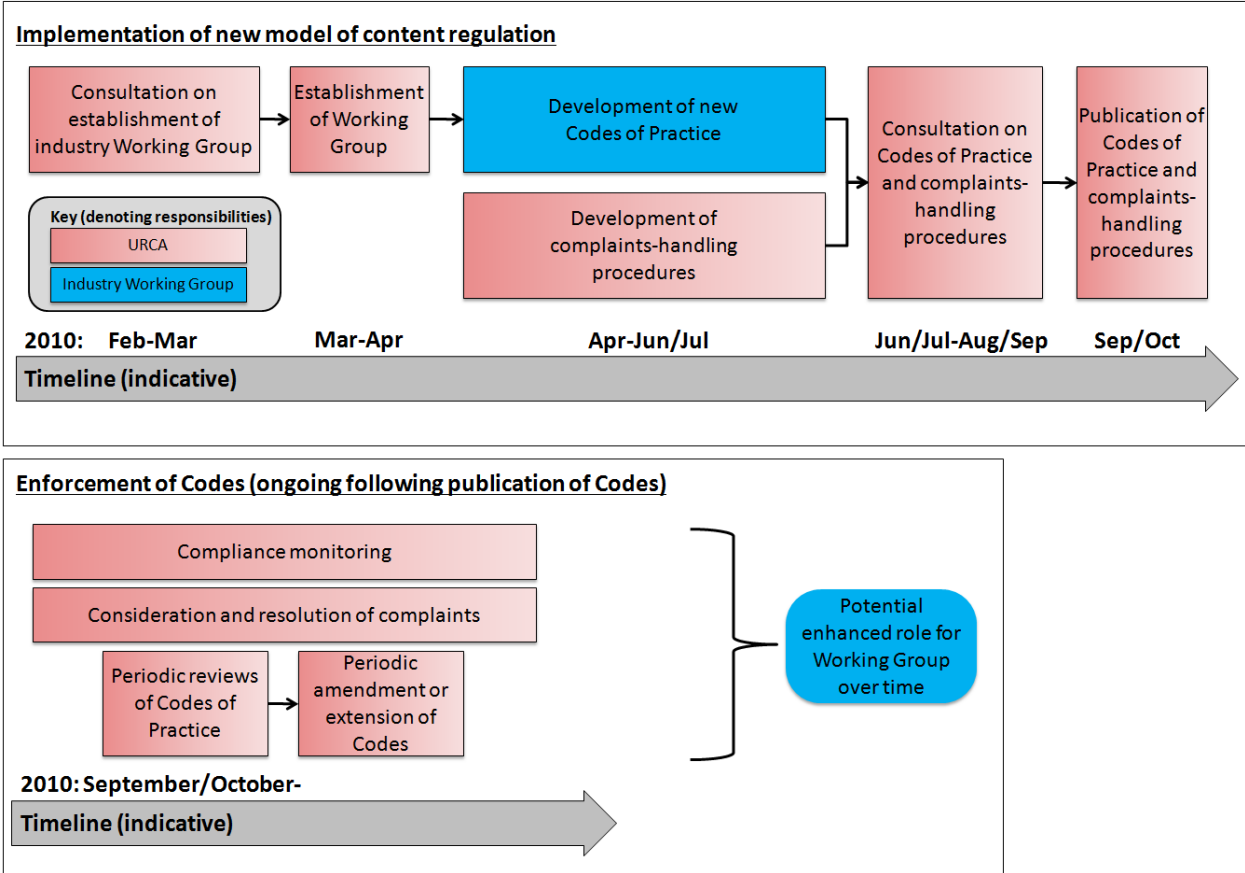 Implementation of new model of content regulation
Consultation on
establishment of
industry Working Group
Establishment
of Working
Group
Development of new
Codes of Practice
Development of
complaints-handling
procedures
Consultation on
Codes of Practice
and complaints-
handling
procedures
Publication of
Codes of
Practice and
complaints-
handling
procedures
Key (denoting responsibilities)
URCA
Industry Working Group
2010: Feb-Mar
Mar-Apr
Apr-Jun/Jul
Jun/Jul-Aug/Sep
Sep/Oct
Timeline (indicative)
Enforcement of Codes (ongoing following publication of Codes)
Compliance monitoring
Consideration and resolution of complaints
Periodic reviews
of Codes of
Practice
Periodic
amendment or
extension of
Codes
Potential
enhanced role for
Working Group
over time
2010: September/October-
Timeline (indicative)